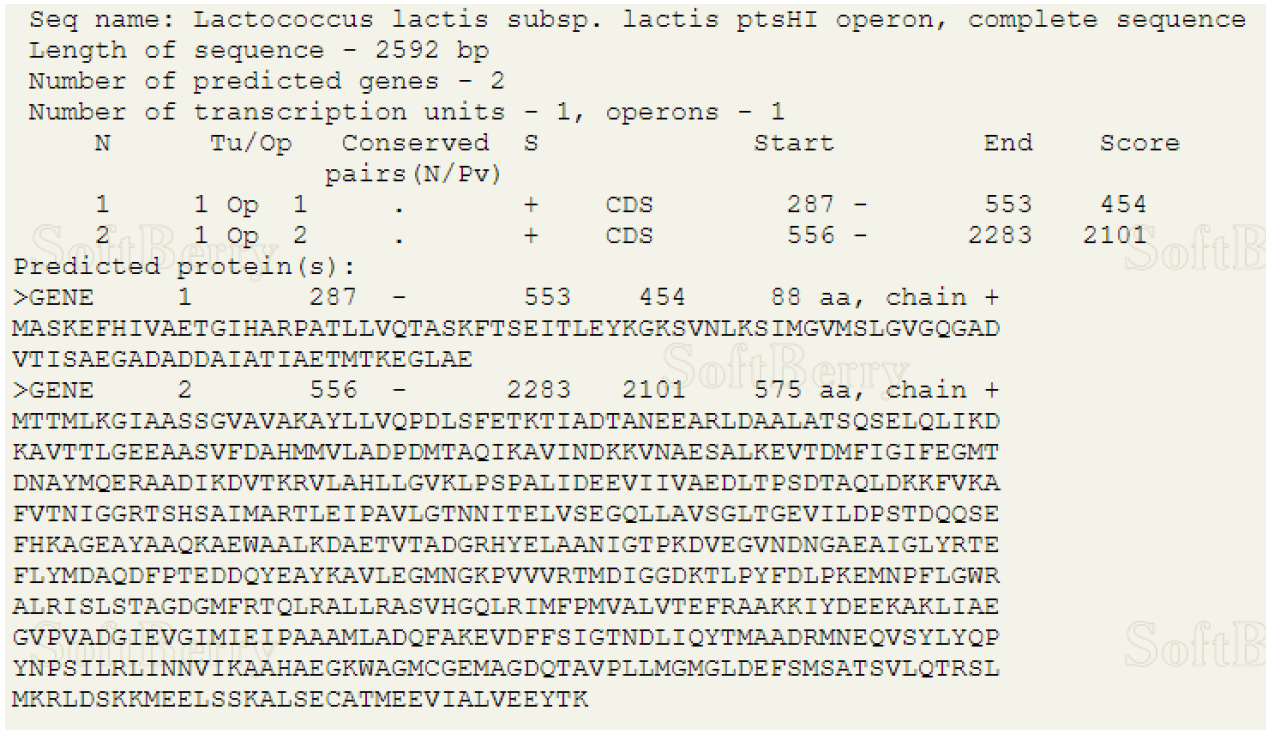 Seq name: Lactococcus lactis subsp. lactis ptsHI operon, complete sequence
Length of sequence - 2592 bp
Number of predicted genes - 2
Number of transcription units - 1, operons - 1
N Tu/Op Conserved S Start End Score
pairs(N/Pv)
1 1 Op 1 . + CDS 287 - 553 454
2 1 Op 2 . + CDS 556 - 2283 2101
Predicted protein(s):
>GENE 1 287 - 553 454 88 aa, chain +
MASKEFHIVAETGIHARPATLLVQTASKFTSEITLEYKGKSVNLKSIMGVMSLGVGQGAD
VTISAEGADADDAIATIAETMTKEGLAE
>GENE 2 556 - 2283 2101 575 aa, chain +
MTTMLKGIAASSGVAVAKAYLLVQPDLSFETKTIADTANEEARLDAALATSQSELQLIKD
KAVTTLGEEAASVFDAHMMVLADPDMTAQIKAVINDKKVNAESALKEVTDMFIGIFEGMT
DNAYMQERAADIKDVTKRVLAHLLGVKLPSPALIDEEVIIVAEDLTPSDTAQLDKKFVKA
FVTNIGGRTSHSAIMARTLEIPAVLGTNNITELVSEGQLLAVSGLTGEVILDPSTDQQSE
FHKAGEAYAAQKAEWAALKDAETVTADGRHYELAANIGTPKDVEGVNDNGAEAIGLYRTE
FLYMDAQDFPTEDDQYEAYKAVLEGMNGKPVVVRTMDIGGDKTLPYFDLPKEMNPFLGWR
ALRISLSTAGDGMFRTQLRALLRASVHGQLRIMFPMVALVTEFRAAKKIYDEEKAKLIAE
GVPVADGIEVGIMIEIPAAAMLADQFAKEVDFFSIGTNDLIQYTMAADRMNEQVSYLYQP
YNPSILRLINNVIKAAHAEGKWAGMCGEMAGDQTAVPLLMGMGLDEFSMSATSVLQTRSL
MKRLDSKKMEELSSKALSECATMEEVIALVEEYTK
SoftBerry
SoftB
SoftBerry
SoftBerry
SoftB